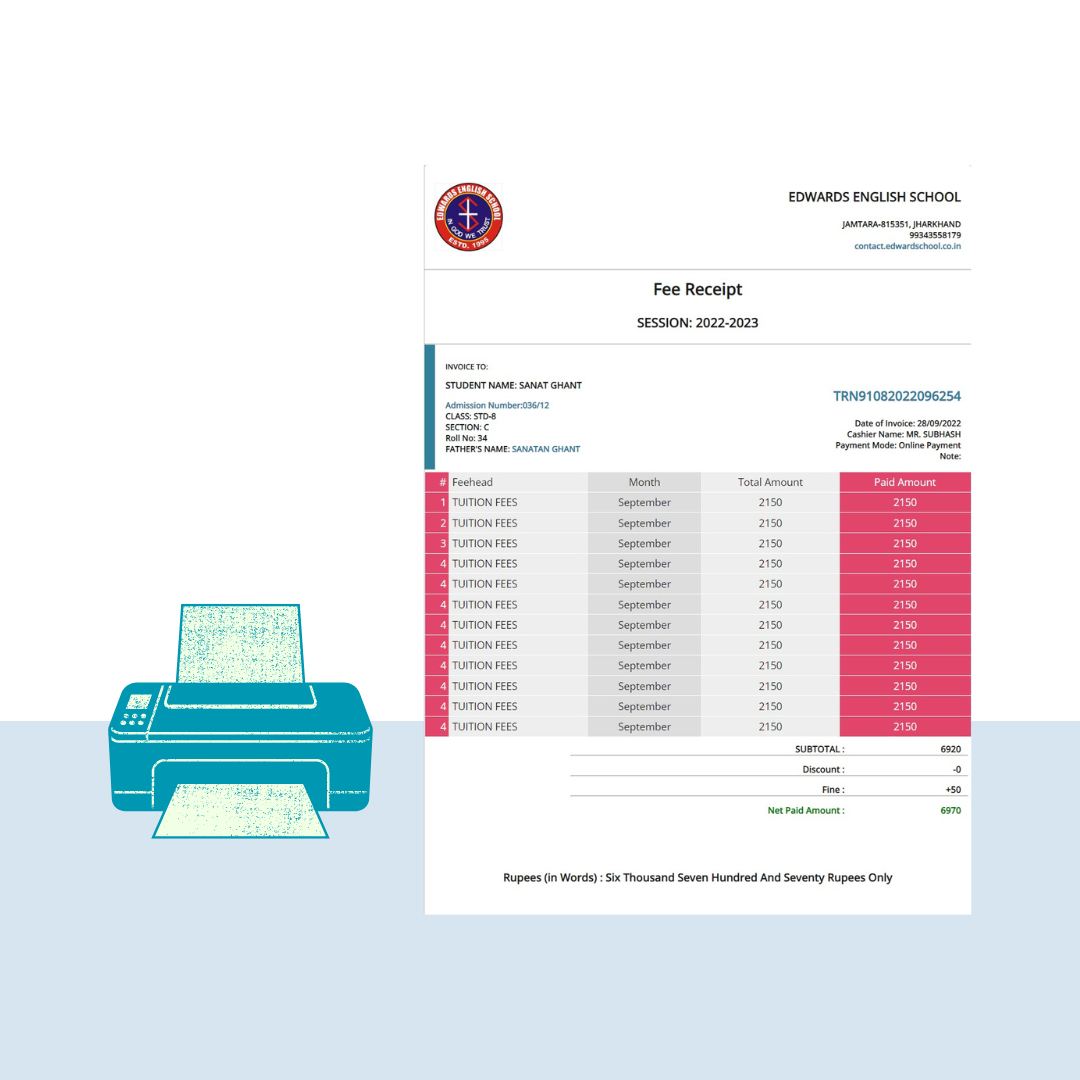 EDWARDS ENGLISH SCHOOL
IN GOD WE TRUST
ESTD. 1995
EDWARDS ENGLISH SCHOOL
JAMTARA-815351, JHARKHAND
99343558179
contact.edwardschool.co.in
Fee Receipt
SESSION: 2022-2023
INVOICE TO:
STUDENT NAME: SANAT GHANT
Admission Number:036/12
CLASS: STD-8
SECTION: C
Roll No: 34
FATHER'S NAME: SANATAN GHANT
TRN91082022096254
Date of Invoice: 28/09/2022
Cashier Name: MR. SUBHASH
Payment Mode: Online Payment
Note:
# Feehead Month Total Amount Paid Amount
1 TUITION FEES September 2150 2150
2 TUITION FEES September 2150 2150
3 TUITION FEES September 2150 2150
4 TUITION FEES September 2150 2150
4 TUITION FEES September 2150 2150
4 TUITION FEES September 2150 2150
4 TUITION FEES September 2150 2150
4 TUITION FEES September 2150 2150
4 TUITION FEES September 2150 2150
4 TUITION FEES September 2150 2150
4 TUITION FEES September 2150 2150
4 TUITION FEES September 2150 2150
SUBTOTAL : 6920
Discount : -0
Fine : +50
Net Paid Amount : 6970
Rupees (in Words) : Six Thousand Seven Hundred And Seventy Rupees Only